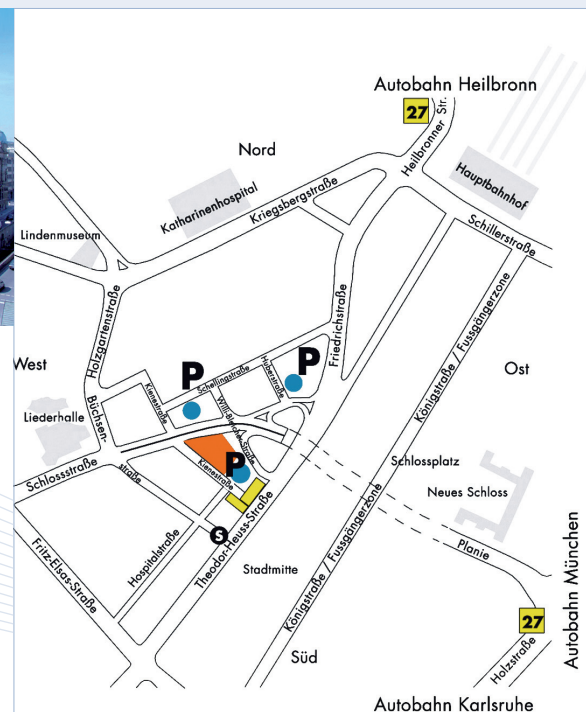 Autobahn Heilbronn
27
Heilbronner Str.
Nord
Hauptbahnhof
Katharinenhospital
Kriegsbergstraße
Schillerstraße
Lindenmuseum
Holzgartenstraße
Friedrichstraße
Königstraße / Fussgängerzone
West
Ost
P
P
Schellingstraße
Huberstraße
Kienestraße
Willi-Bleicher-Straße
Liederhalle
Büchsen-
straße
Schlossstraße
P
Kienestraße
Schlossplatz
Neues Schloss
S
Theodor-Heuss-Straße
Hospitalstraße
Fritz-Elsas-Straße
Stadtmitte
Königstraße / Fussgängerzone
Planie
Autobahn München
27
Holzstraße
Süd
Autobahn Karlsruhe